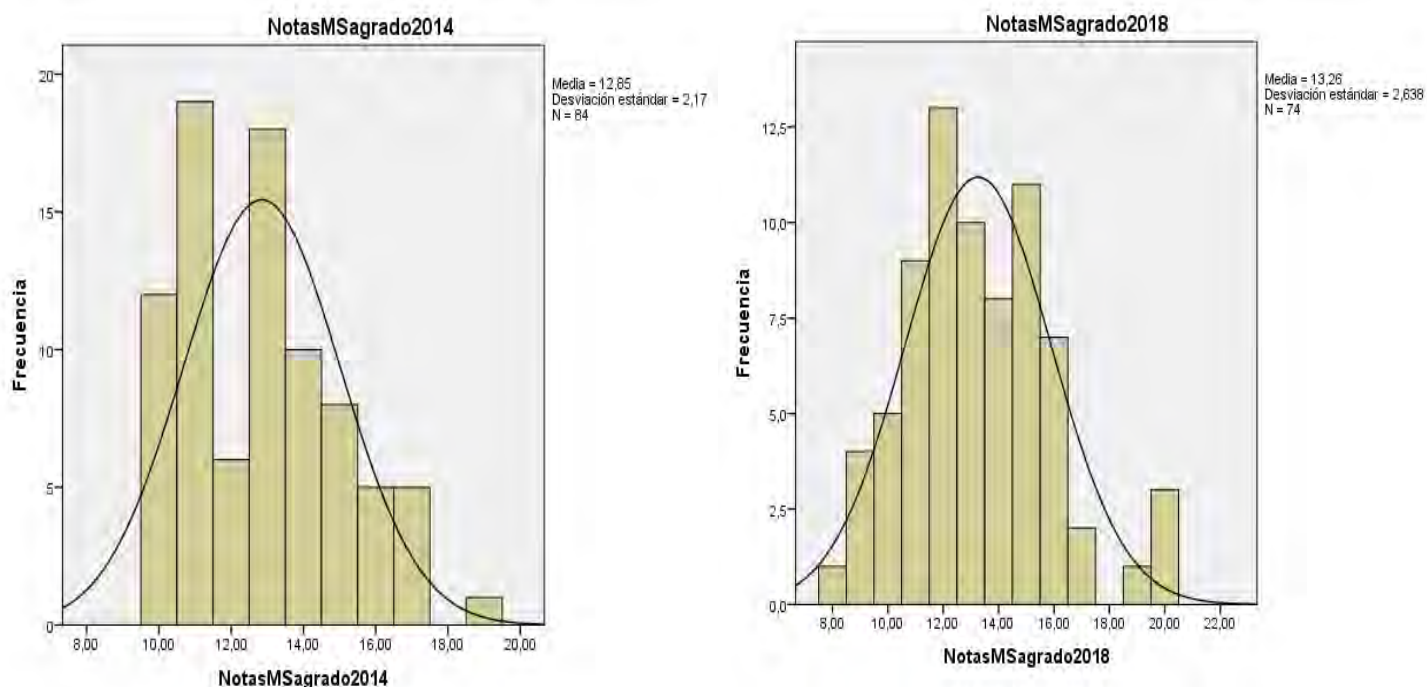 NotasMSagrado2014
Media = 12,85
Desviación estándar = 2,17
N = 84
Frecuencia
20
15
10
5
0
8,00 10,00 12,00 14,00 16,00 18,00 20,00
NotasMSagrado2014
NotasMSagrado2018
Media = 13,26
Desviación estándar = 2,638
N = 74
Frecuencia
12,5
10,0
7,5
5,0
2,5
0,0
8,00 10,00 12,00 14,00 16,00 18,00 20,00 22,00
NotasMSagrado2018